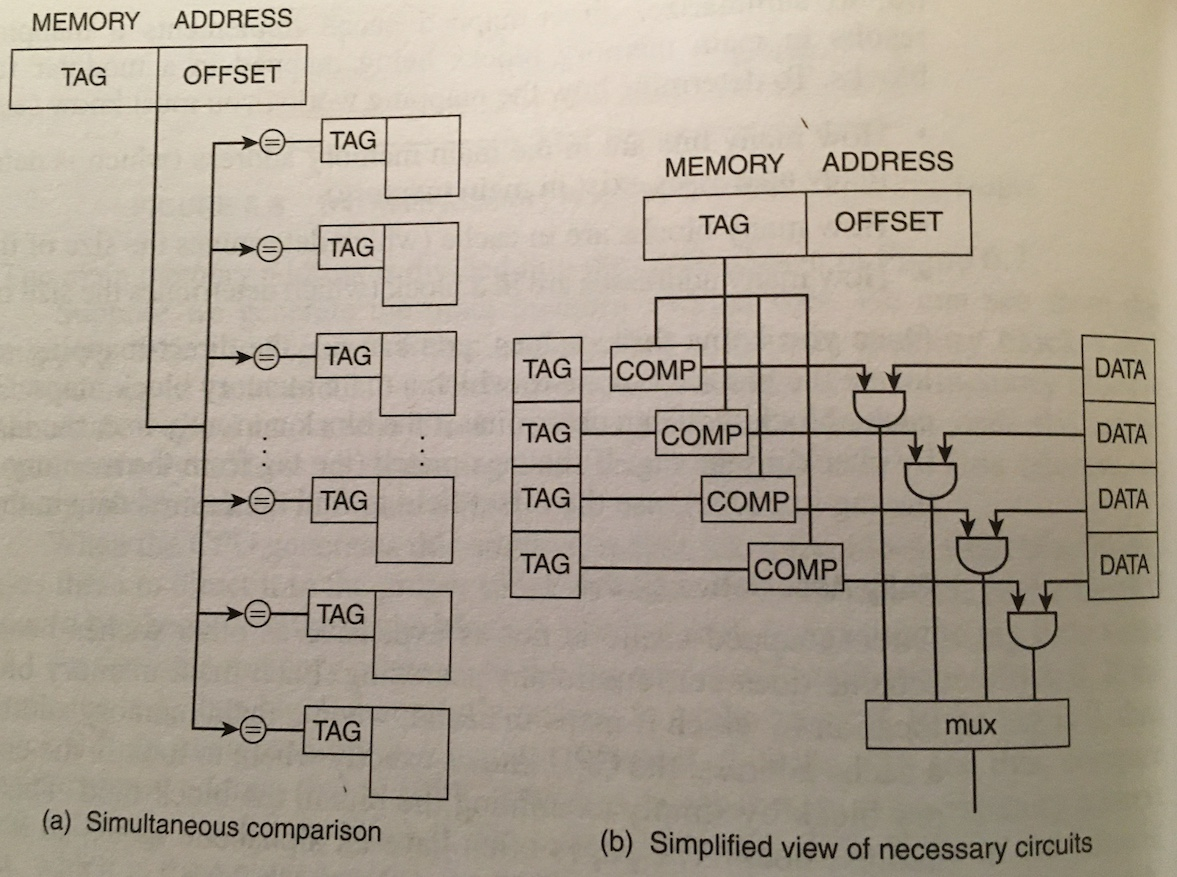 MEMORY ADDRESS
TAG OFFSET
= TAG
= TAG
= TAG
= TAG
= TAG
= TAG
(a) Simultaneous comparison
MEMORY ADDRESS
TAG OFFSET
TAG COMP DATA
TAG COMP DATA
TAG COMP DATA
TAG COMP DATA
mux
(b) Simplified view of necessary circuits